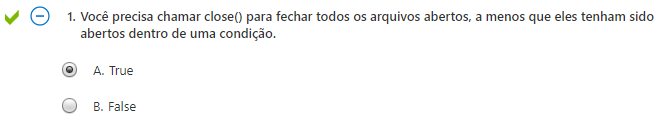 1. Você precisa chamar close() para fechar todos os arquivos abertos, a menos que eles tenham sido
abertos dentro de uma condição.
A. True
B. False